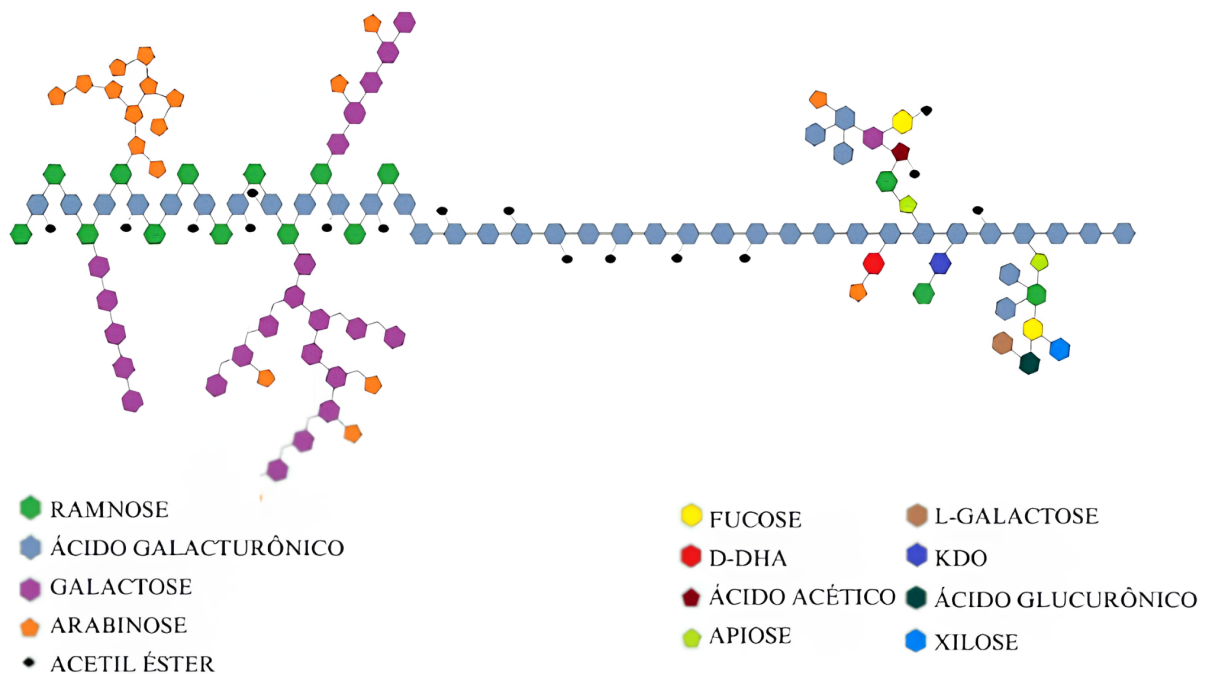 RAMNOSE
ÁCIDO GALACTURÔNICO
GALACTOSE
ARABINOSE
ACETIL ÉSTER
FUCOSE
D-DHA
ÁCIDO ACÉTICO
APIOSE
L-GALACTOSE
KDO
ÁCIDO GLUCURÔNICO
XILOSE